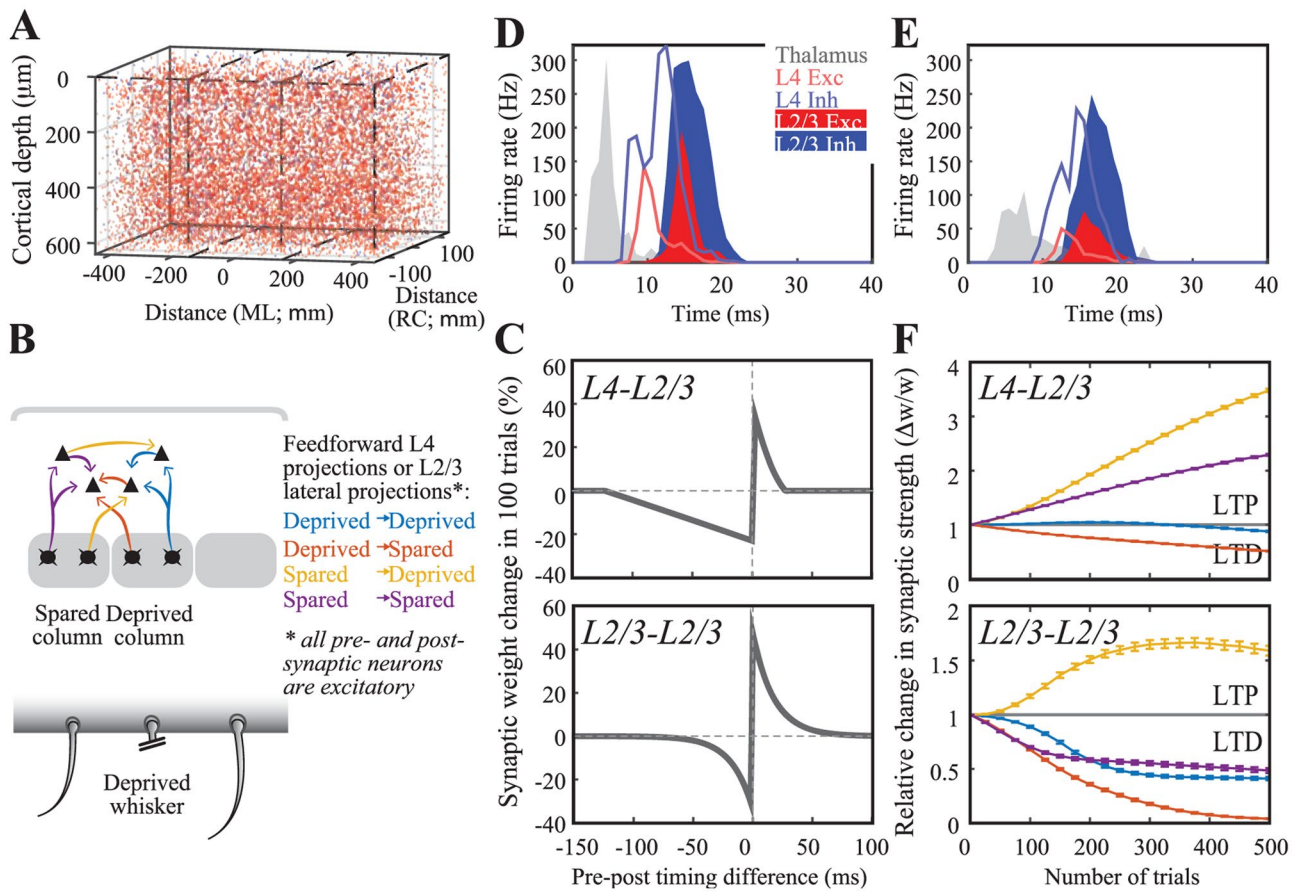 A
Cortical depth (μm)
0
200
400
600
-400
-200
0
200
400
Distance (ML; mm)
-100
100
Distance
(RC; mm)
B
Feedforward L4
projections or L2/3
lateral projections*:
Deprived →Deprived
Deprived →Spared
Spared →Deprived
Spared →Spared
* all pre- and post-
synaptic neurons
are excitatory
Spared Deprived
column column
Deprived
whisker
D
Firing rate (Hz)
300
250
200
150
100
50
0
0 10 20 30 40
Time (ms)
Thalamus
L4 Exc
L4 Inh
L2/3 Exc
L2/3 Inh
E
Firing rate (Hz)
300
250
200
150
100
50
0
0 10 20 30 40
Time (ms)
C
Synaptic weight change in 100 trials (%)
L4-L2/3
60
40
20
0
-20
-40
L2/3-L2/3
60
40
20
0
-20
-40
-150 -100 -50 0 50 100
Pre-post timing difference (ms)
F
Relative change in synaptic strength (Δw/w)
L4-L2/3
4
3
2
1
0
LTP
LTD
L2/3-L2/3
2
1.5
1
0.5
0
LTP
LTD
0 100 200 300 400 500
Number of trials